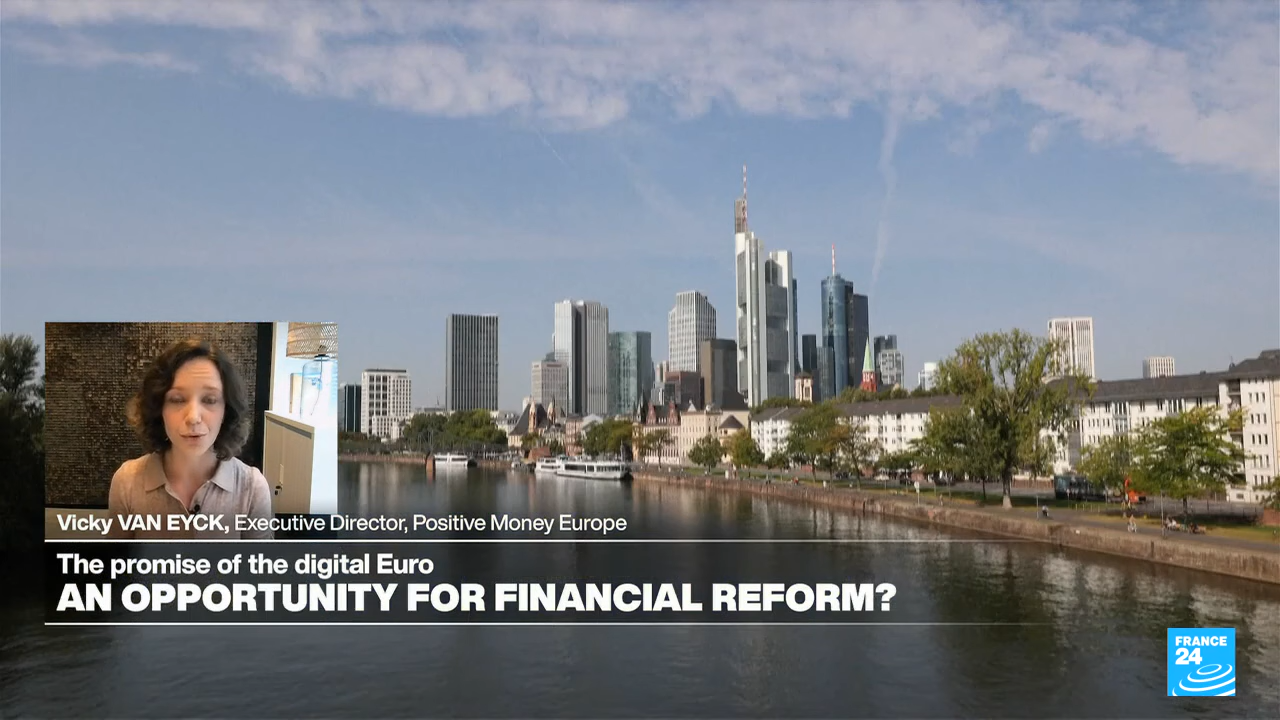 Vicky VAN EYCK, Executive Director, Positive Money Europe
The promise of the digital Euro
AN OPPORTUNITY FOR FINANCIAL REFORM?
FRANCE
24